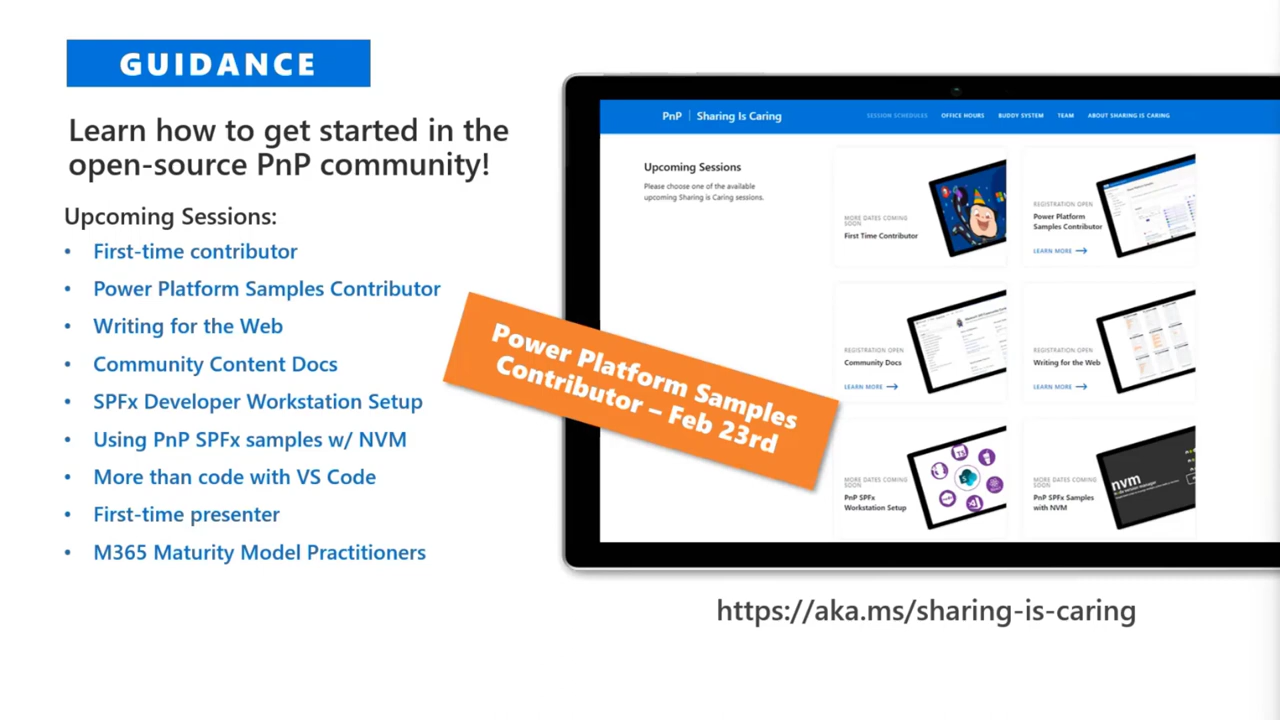 GUIDANCE
Learn how to get started in the
open-source PnP community!
Upcoming Sessions:
• First-time contributor
• Power Platform Samples Contributor
• Writing for the Web
• Community Content Docs
• SPFx Developer Workstation Setup
• Using PnP SPFx samples w/ NVM
• More than code with VS Code
• First-time presenter
• M365 Maturity Model Practitioners
Power Platform Samples
Contributor – Feb 23rd
PnP | Sharing Is Caring
SESSION SCHEDULES OFFICE HOURS BUDDY SYSTEM TEAM ABOUT SHARING IS CARING
Upcoming Sessions
Please choose one of the available
upcoming Sharing is Caring sessions.
MORE DATES COMING
SOON
First Time Contributor
REGISTRATION OPEN
Power Platform
Samples Contributor
LEARN MORE →
REGISTRATION OPEN
Community Docs
LEARN MORE →
REGISTRATION OPEN
Writing for the Web
LEARN MORE →
MORE DATES COMING
SOON
PnP SPFx
Workstation Setup
MORE DATES COMING
SOON
PnP SPFx Samples
with NVM
nvm
https://aka.ms/sharing-is-caring